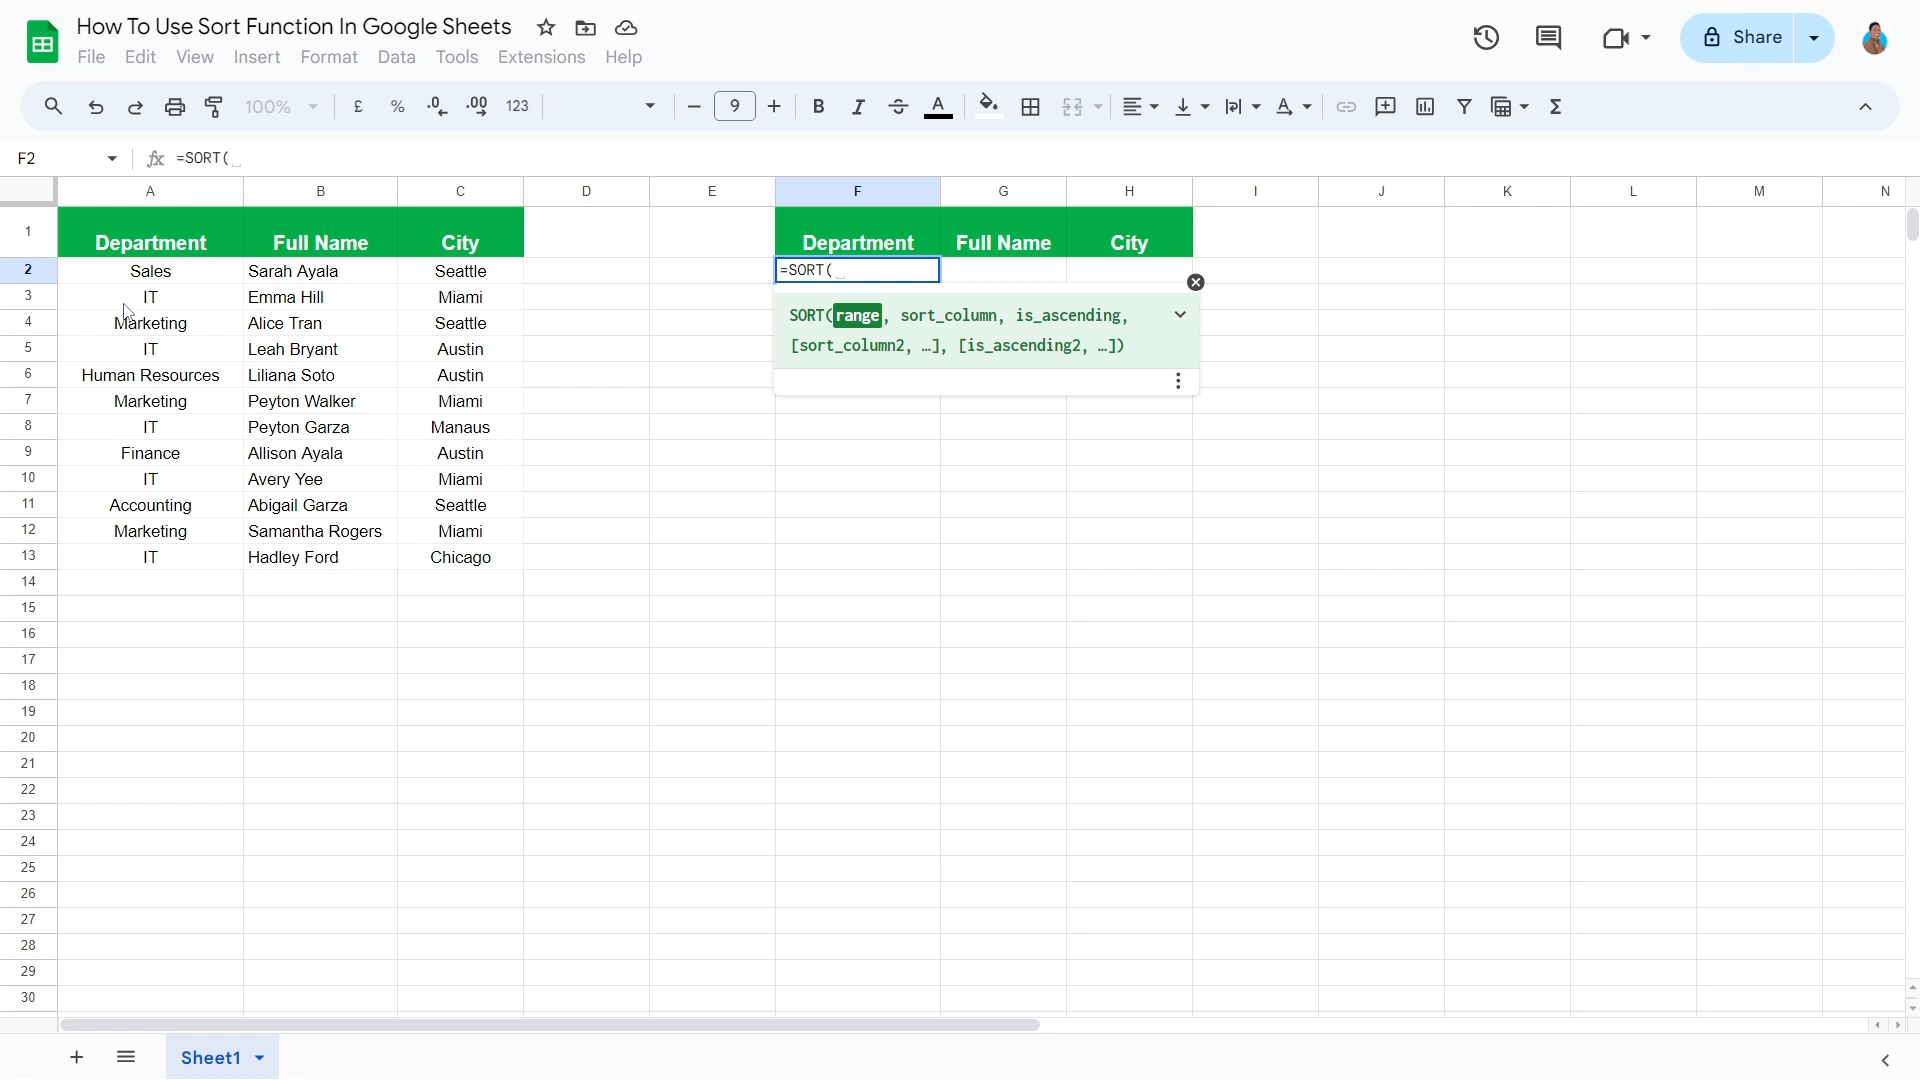 How To Use Sort Function In Google Sheets
File Edit View Insert Format Data Tools Extensions Help
Share
100% £ % .0 .00 123 9 B I S A Σ
F2 fx =SORT(
A B C D E F G H I J K L M N
1 Department Full Name City Department Full Name City
2 Sales Sarah Ayala Seattle =SORT(
3 IT Emma Hill Miami
SORT(range, sort_column, is_ascending,
[sort_column2, …], [is_ascending2, …])
4 Marketing Alice Tran Seattle
5 IT Leah Bryant Austin
6 Human Resources Liliana Soto Austin
7 Marketing Peyton Walker Miami
8 IT Peyton Garza Manaus
9 Finance Allison Ayala Austin
10 IT Avery Yee Miami
11 Accounting Abigail Garza Seattle
12 Marketing Samantha Rogers Miami
13 IT Hadley Ford Chicago
14
15
16
17
18
19
20
21
22
23
24
25
26
27
28
29
30
Sheet1